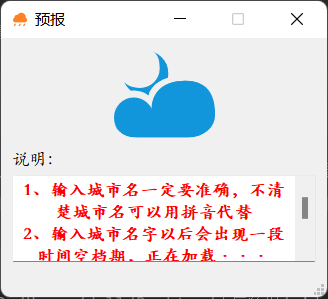 预报
说明：
1、输入城市名一定要准确，不清
楚城市名可以用拼音代替
2、输入城市名字以后会出现一段
时间空档期，正在加载···